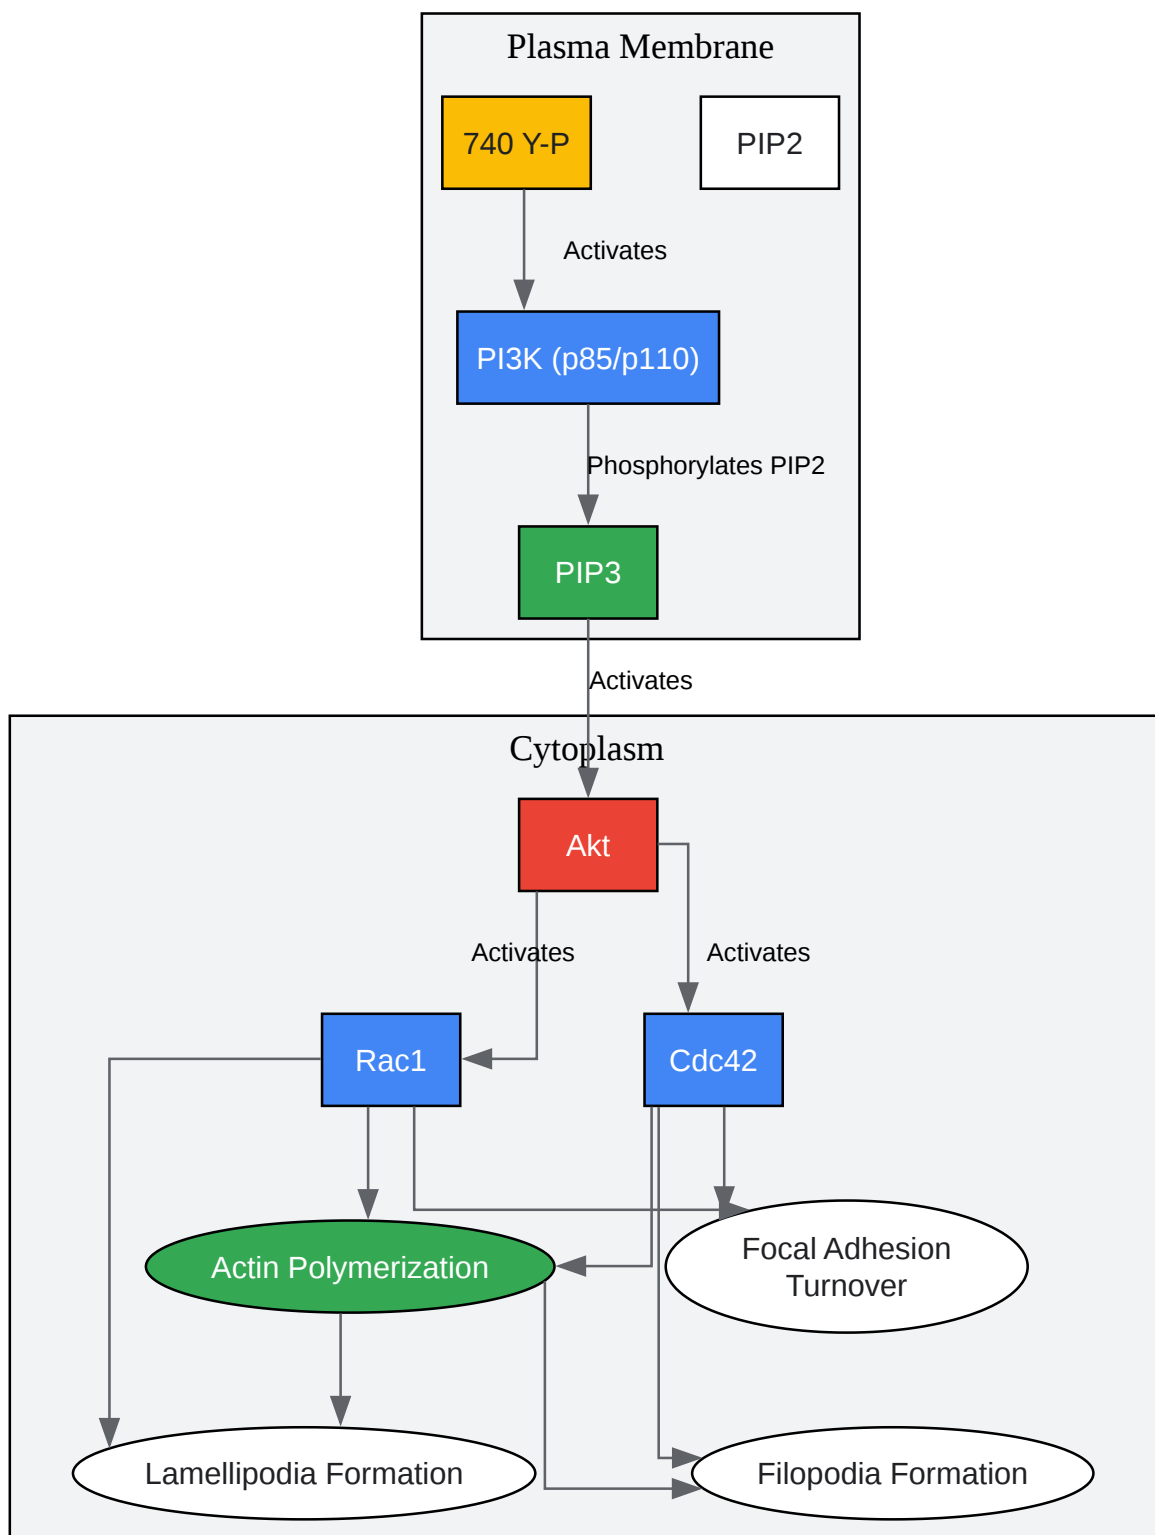 Plasma Membrane
740 Y-P
PIP2
Activates
PI3K (p85/p110)
Phosphorylates PIP2
PIP3
Activates
Cytoplasm
Akt
Activates
Activates
Rac1
Cdc42
Actin Polymerization
Focal Adhesion
Turnover
Lamellipodia Formation
Filopodia Formation